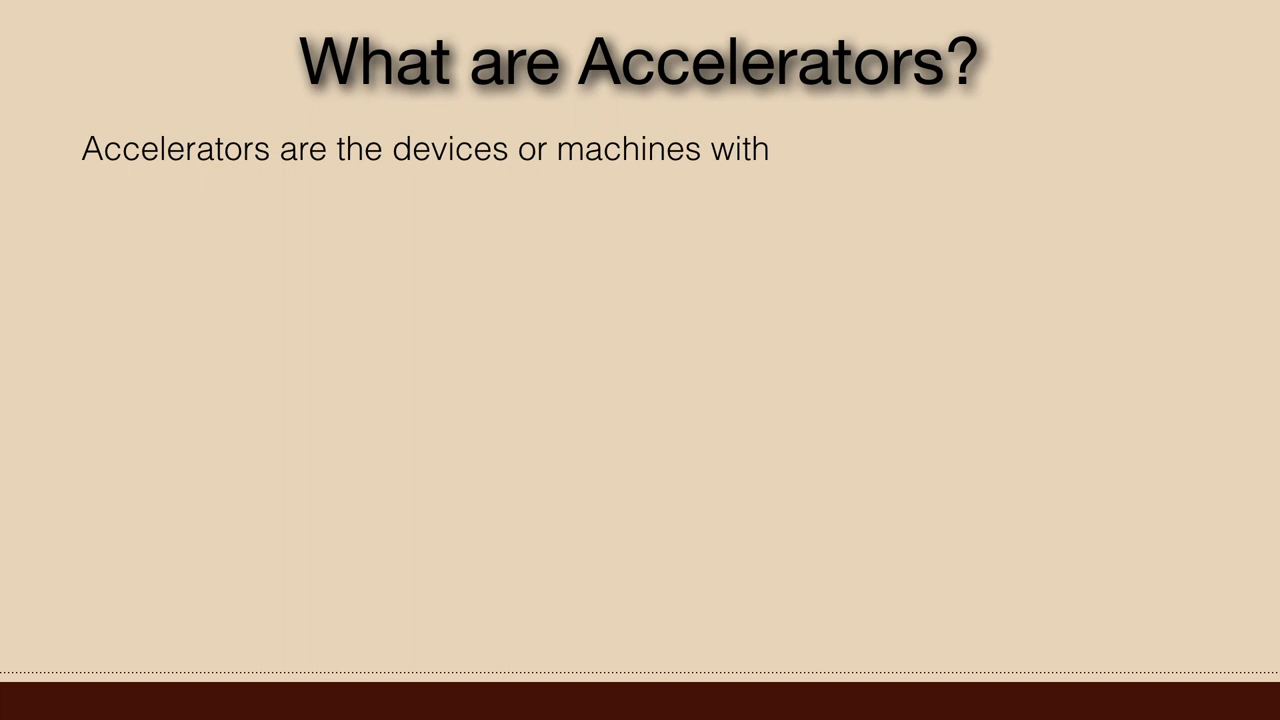 What are Accelerators?
Accelerators are the devices or machines with